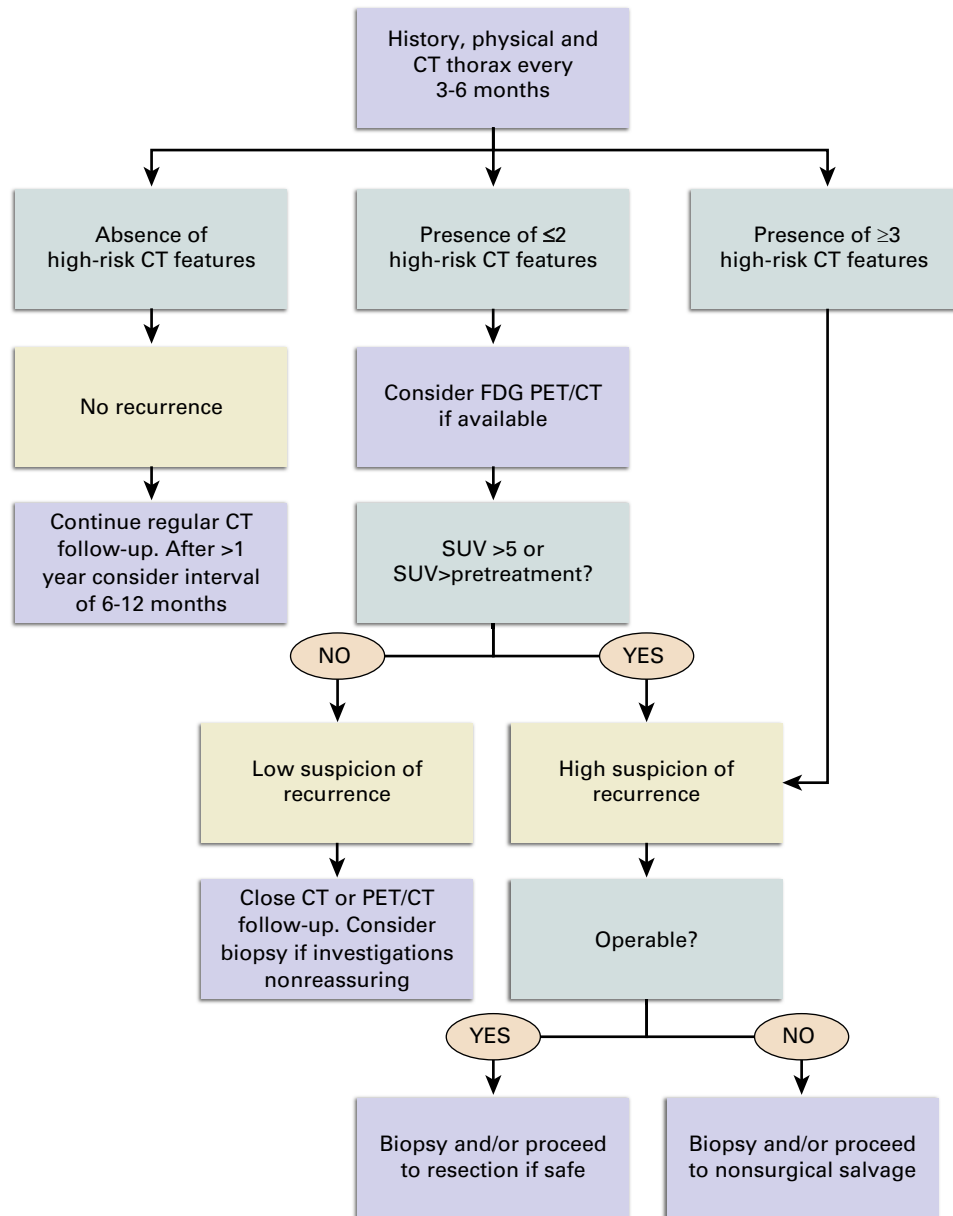 History, physical and
CT thorax every
3-6 months
Absence of
high-risk CT features
Presence of ≤2
high-risk CT features
Presence of ≥3
high-risk CT features
No recurrence
Consider FDG PET/CT
if available
Continue regular CT
follow-up. After >1
year consider interval
of 6-12 months
SUV >5 or
SUV>pretreatment?
NO
YES
Low suspicion of
recurrence
High suspicion of
recurrence
Close CT or PET/CT
follow-up. Consider
biopsy if investigations
nonreassuring
Operable?
YES
NO
Biopsy and/or proceed
to resection if safe
Biopsy and/or proceed
to nonsurgical salvage